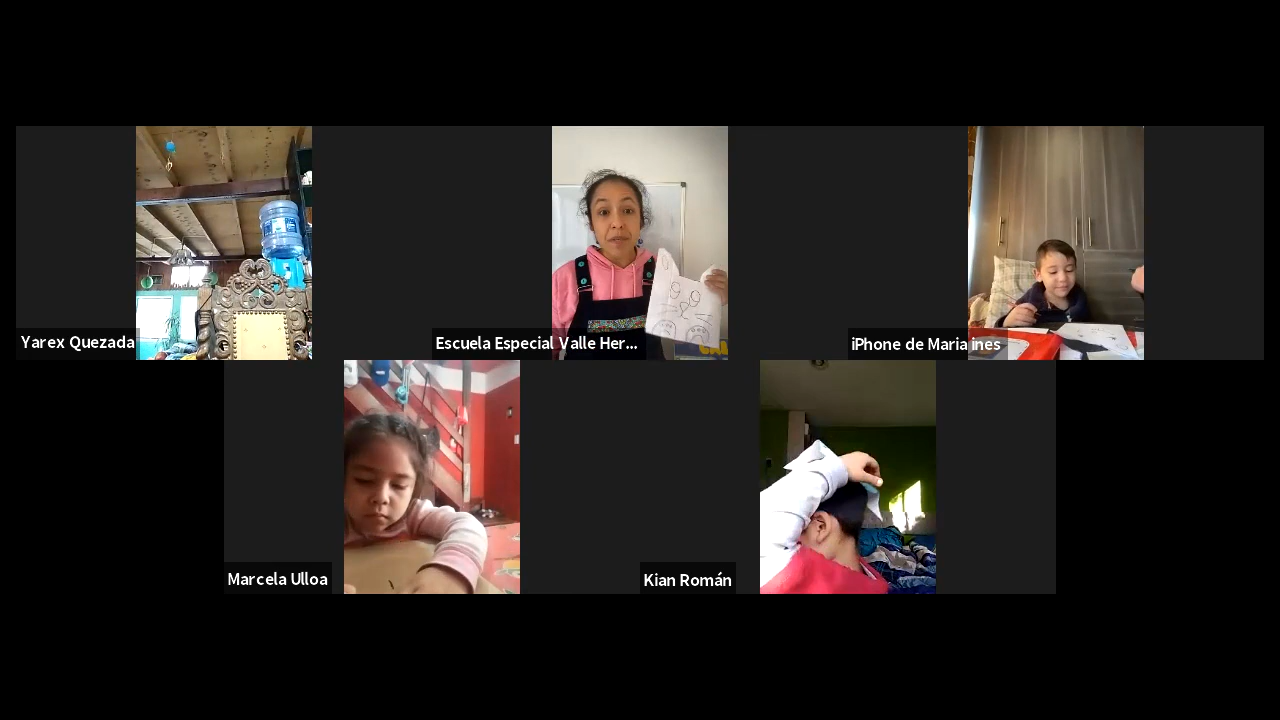 Yarex Quezada
Escuela Especial Valle Her...
iPhone de Maria ines
Marcela Ulloa
Kian Román